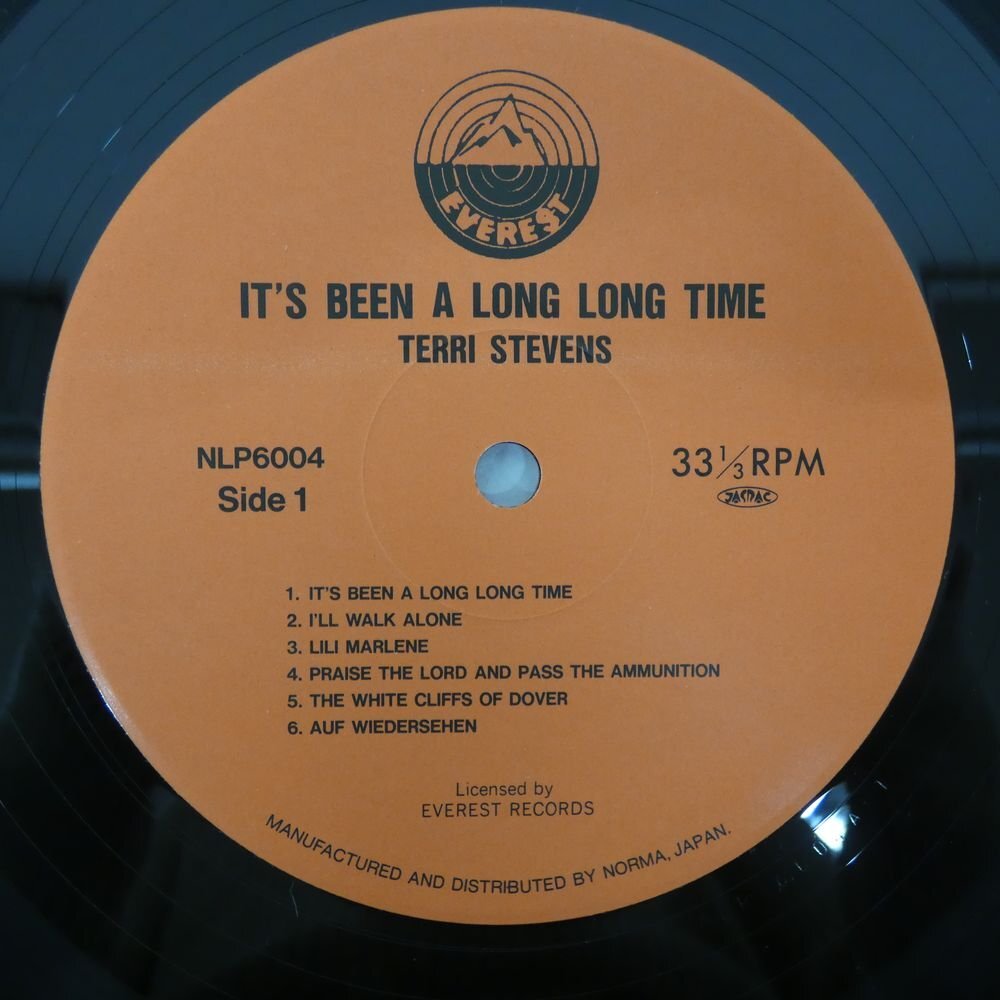 EVEREST
IT'S BEEN A LONG LONG TIME
TERRI STEVENS
NLP6004
Side 1
33 1/3 RPM
JASRAC
1. IT'S BEEN A LONG LONG TIME
2. I'LL WALK ALONE
3. LILI MARLENE
4. PRAISE THE LORD AND PASS THE AMMUNITION
5. THE WHITE CLIFFS OF DOVER
6. AUF WIEDERSEHEN
Licensed by
EVEREST RECORDS
MANUFACTURED AND DISTRIBUTED BY NORMA, JAPAN.